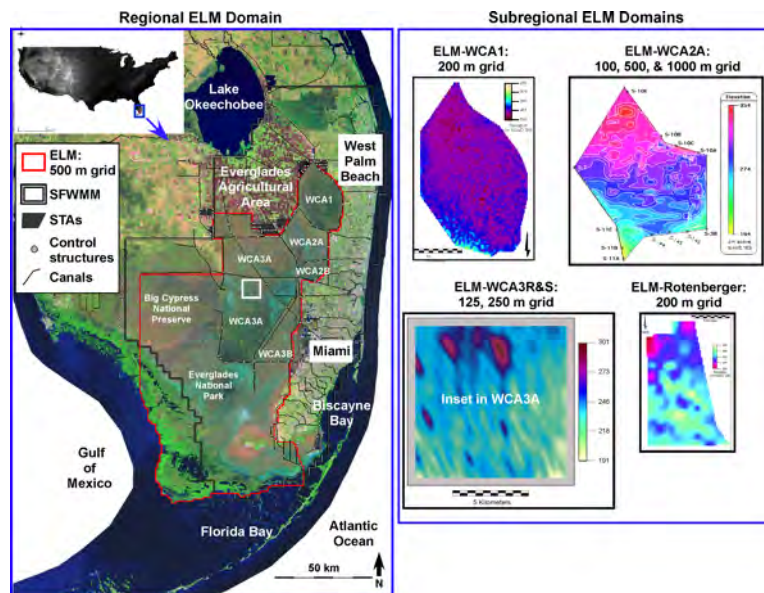 Regional ELM Domain
Lake
Okeechobee
ELM:
500 m grid
SFWMM
STAs
Control
structures
Canals
West
Palm
Beach
Everglades
Agricultural
Area
WCA1
WCA2A
WCA3A
WCA2B
Big Cypress
National
Preserve
WCA3A
WCA3B
Miami
Everglades
National
Park
Biscayne
Bay
Gulf
of
Mexico
Florida Bay
Atlantic
Ocean
50 km
N
Subregional ELM Domains
ELM-WCA1:
200 m grid
ELM-WCA2A:
100, 500, & 1000 m grid
S-10E
S-10C
S-11A
Elevation
354
274
ELM-WCA3R&S:
125, 250 m grid
Inset in WCA3A
301
273
246
218
191
5 Kilometers
ELM-Rotenberger:
200 m grid